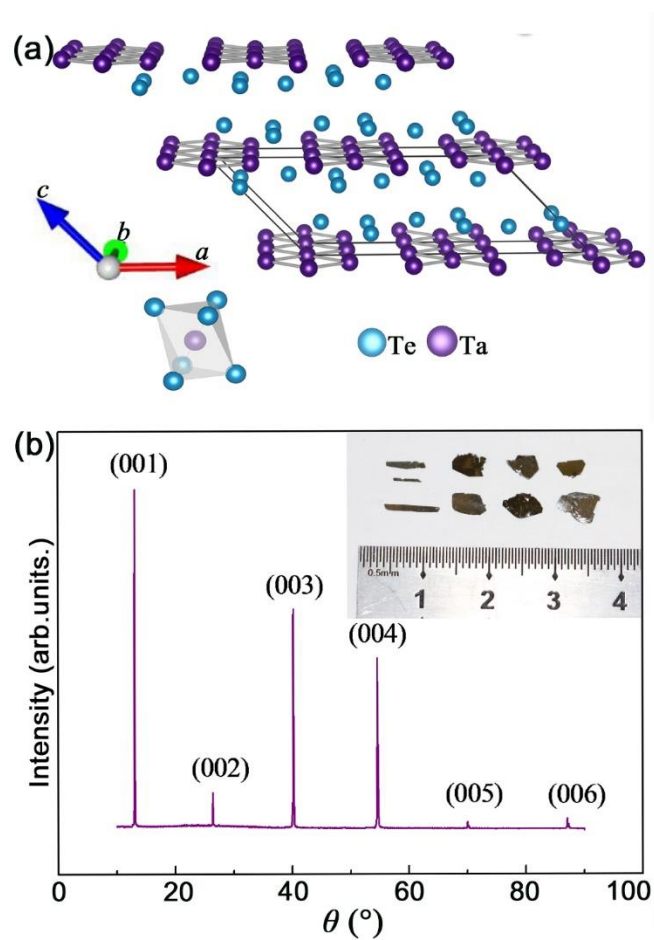 (a)
c
b
a
Te Ta
(b)
(001)
(003)
(004)
(002)
(005)
(006)
0.5m/m
1 2 3 4
Intensity (arb.units.)
0 20 40 60 80 100
θ (°)